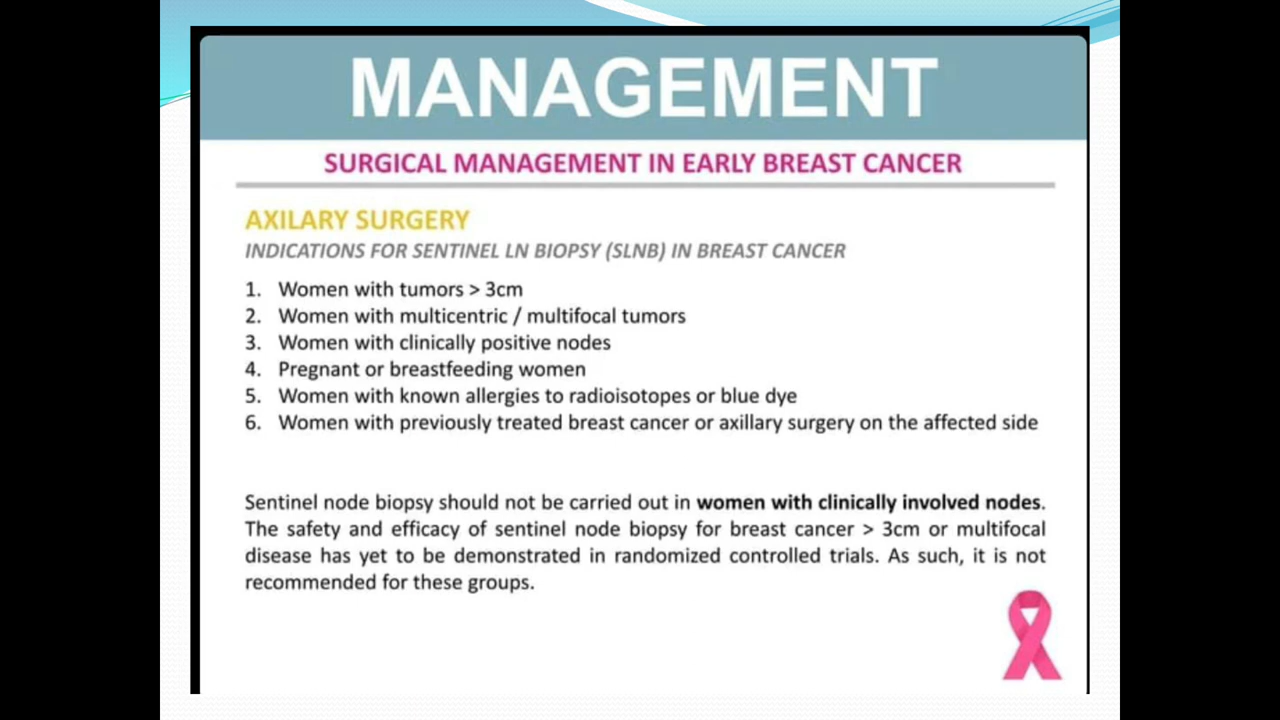 MANAGEMENT
SURGICAL MANAGEMENT IN EARLY BREAST CANCER
AXILARY SURGERY
INDICATIONS FOR SENTINEL LN BIOPSY (SLNB) IN BREAST CANCER
1. Women with tumors > 3cm
2. Women with multicentric / multifocal tumors
3. Women with clinically positive nodes
4. Pregnant or breastfeeding women
5. Women with known allergies to radioisotopes or blue dye
6. Women with previously treated breast cancer or axillary surgery on the affected side
Sentinel node biopsy should not be carried out in women with clinically involved nodes.
The safety and efficacy of sentinel node biopsy for breast cancer > 3cm or multifocal
disease has yet to be demonstrated in randomized controlled trials. As such, it is not
recommended for these groups.